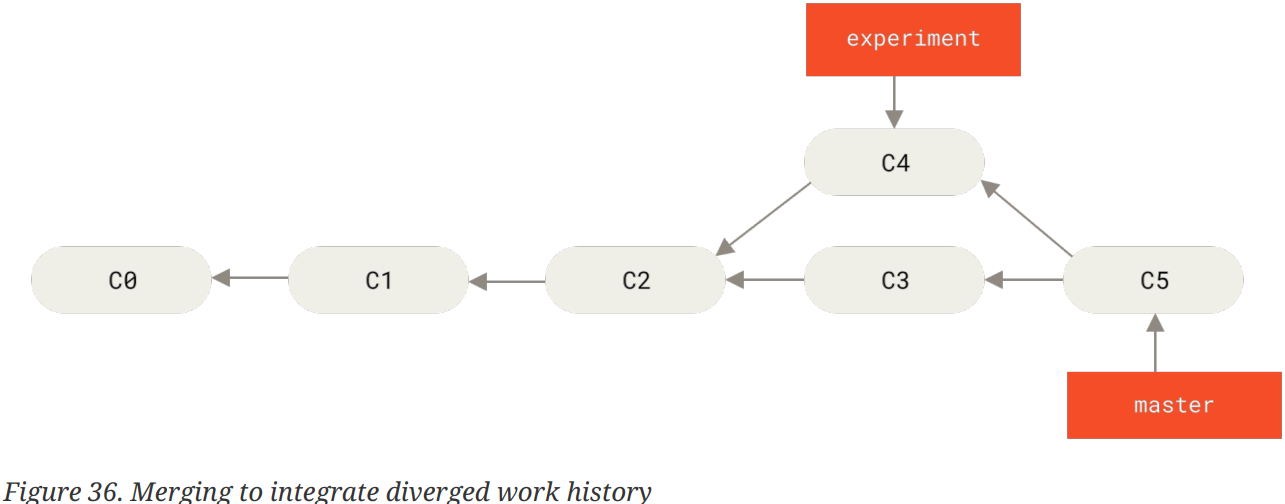 experiment
C4
C0
C1
C2
C3
C5
master
Figure 36. Merging to integrate diverged work history